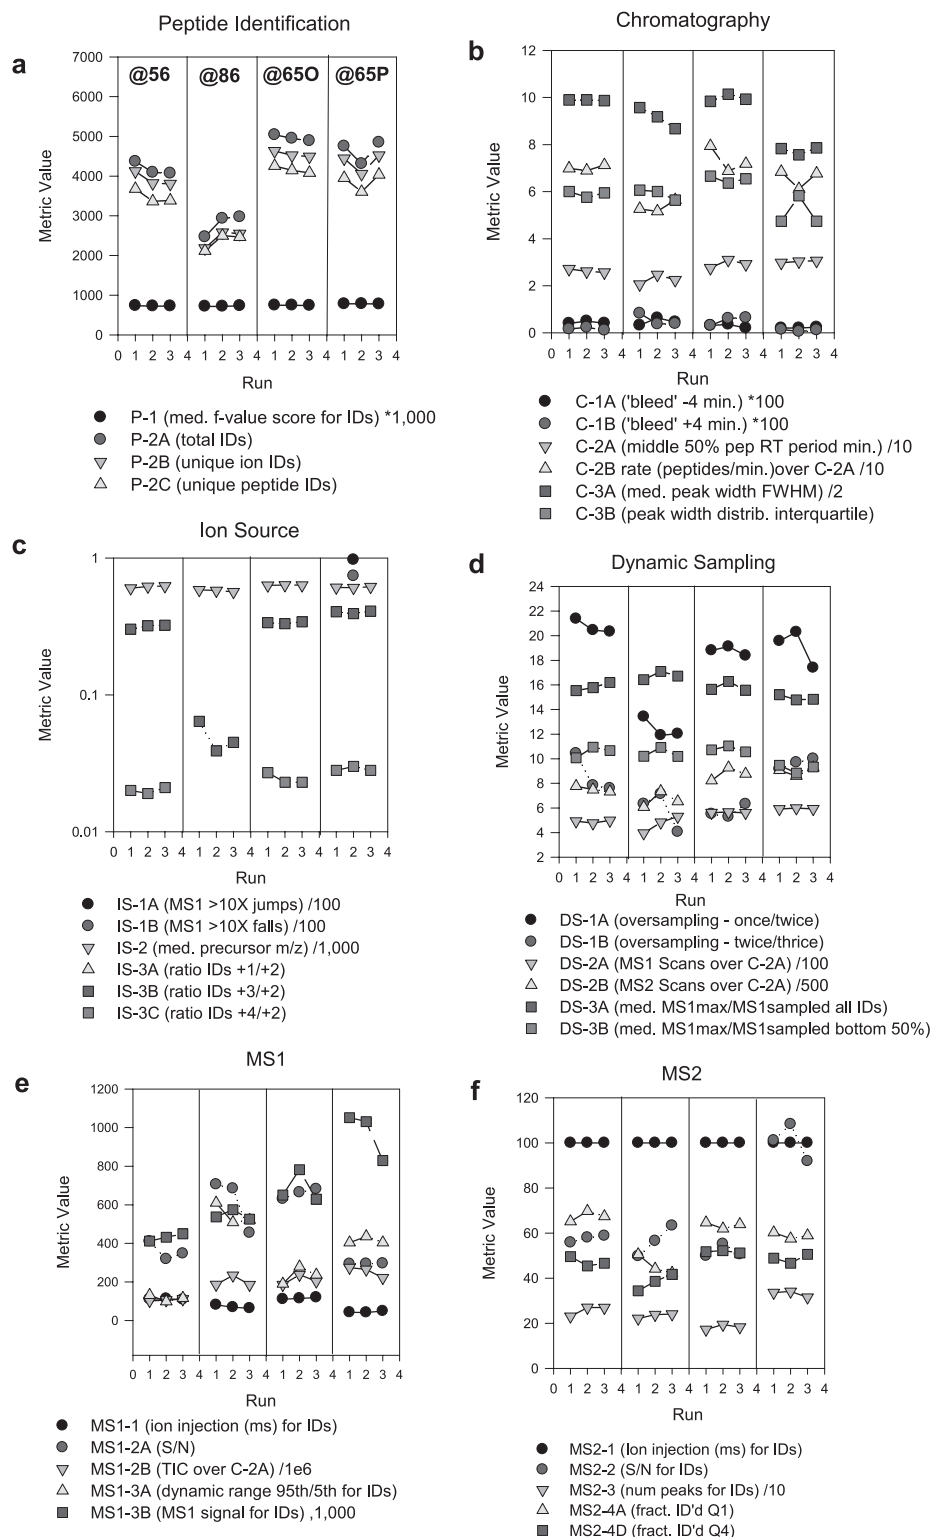 Peptide Identification
a
7000
6000
5000
4000
3000
2000
1000
0
Metric Value
@56
@86
@65O
@65P
0 1 2 3 4 1 2 3 4 1 2 3 4 1 2 3 4
Run
P-1 (med. f-value score for IDs) *1,000
P-2A (total IDs)
P-2B (unique ion IDs)
P-2C (unique peptide IDs)
Chromatography
b
12
10
8
6
4
2
0
Metric Value
0 1 2 3 4 1 2 3 4 1 2 3 4 1 2 3 4
Run
C-1A ('bleed' -4 min.) *100
C-1B ('bleed' +4 min.) *100
C-2A (middle 50% pep RT period min.) /10
C-2B rate (peptides/min.)over C-2A /10
C-3A (med. peak width FWHM) /2
C-3B (peak width distrib. interquartile)
Ion Source
c
1
0.1
0.01
Metric Value
0 1 2 3 4 1 2 3 4 1 2 3 4 1 2 3 4
Run
IS-1A (MS1 >10X jumps) /100
IS-1B (MS1 >10X falls) /100
IS-2 (med. precursor m/z) /1,000
IS-3A (ratio IDs +1/+2)
IS-3B (ratio IDs +3/+2)
IS-3C (ratio IDs +4/+2)
Dynamic Sampling
d
24
22
20
18
16
14
12
10
8
6
4
2
Metric Value
0 1 2 3 4 1 2 3 4 1 2 3 4 1 2 3 4
Run
DS-1A (oversampling - once/twice)
DS-1B (oversampling - twice/thrice)
DS-2A (MS1 Scans over C-2A) /100
DS-2B (MS2 Scans over C-2A) /500
DS-3A (med. MS1max/MS1sampled all IDs)
DS-3B (med. MS1max/MS1sampled bottom 50%)
MS1
e
1200
1000
800
600
400
200
0
Metric Value
0 1 2 3 4 1 2 3 4 1 2 3 4 1 2 3 4
Run
MS1-1 (ion injection (ms) for IDs)
MS1-2A (S/N)
MS1-2B (TIC over C-2A) /1e6
MS1-3A (dynamic range 95th/5th for IDs)
MS1-3B (MS1 signal for IDs) ,1,000
MS2
f
120
100
80
60
40
20
0
Metric Value
0 1 2 3 4 1 2 3 4 1 2 3 4 1 2 3 4
Run
MS2-1 (Ion injection (ms) for IDs)
MS2-2 (S/N for IDs)
MS2-3 (num peaks for IDs) /10
MS2-4A (fract. ID'd Q1)
MS2-4D (fract. ID'd Q4)